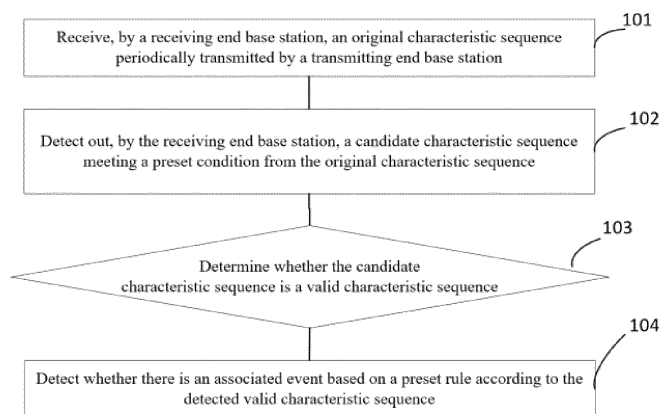 101
Receive, by a receiving end base station, an original characteristic sequence
periodically transmitted by a transmitting end base station
102
Detect out, by the receiving end base station, a candidate characteristic sequence
meeting a preset condition from the original characteristic sequence
103
Determine whether the candidate
characteristic sequence is a valid characteristic sequence
104
Detect whether there is an associated event based on a preset rule according to the
detected valid characteristic sequence